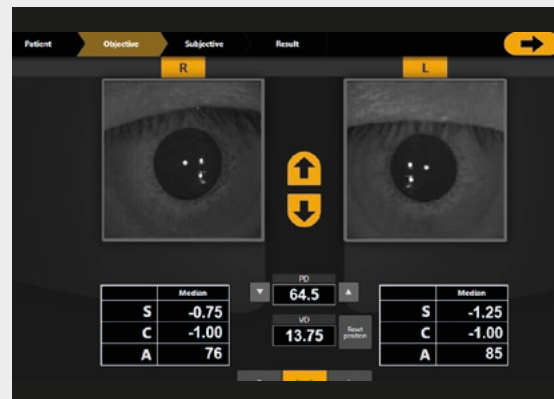 Patient Objective Subjective Result
R L
PD
64.5
VD
13.75
Reset
position
Median
S -0.75
C -1.00
A 76
Median
S -1.25
C -1.00
A 85